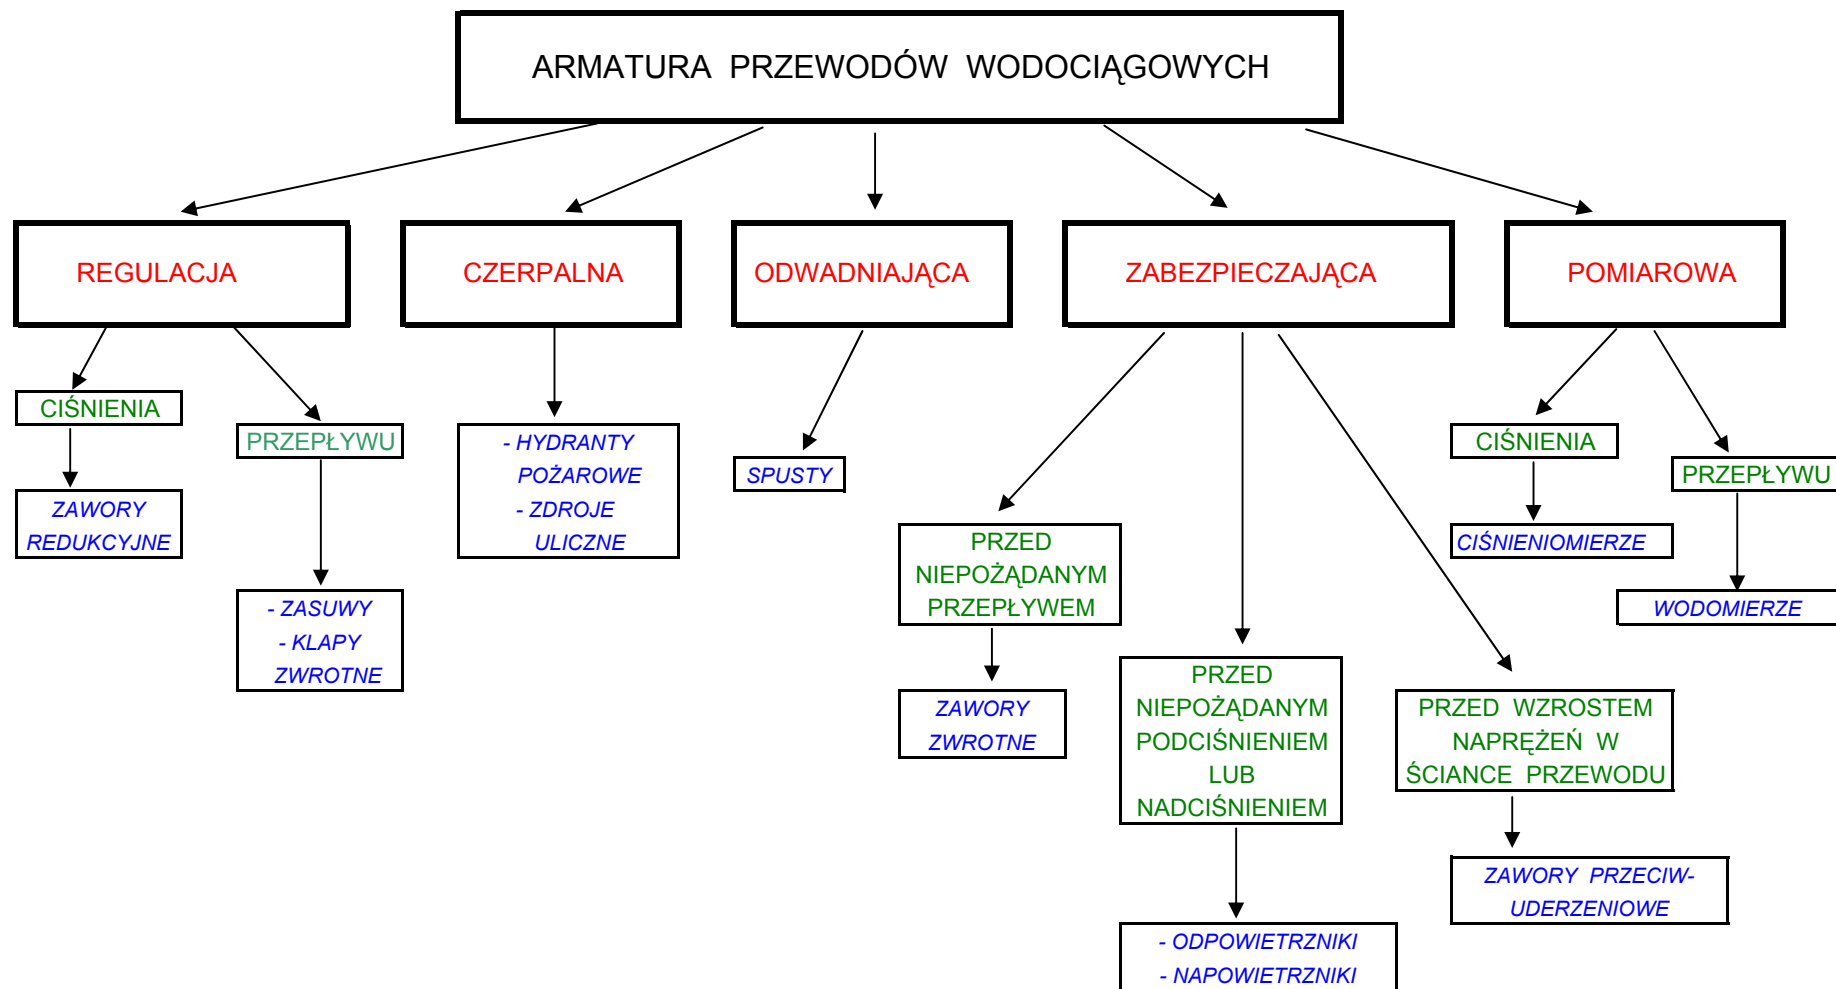 ARMATURA PRZEWODÓW WODOCIĄGOWYCH
REGULACJA
CZERPALNA
ODWADNIAJĄCA
ZABEZPIECZAJĄCA
POMIAROWA
CIŚNIENIA
ZAWORY
REDUKCYJNE
PRZEPŁYWU
- ZASUWY
- KLAPY
ZWROTNE
- HYDRANTY
POŻAROWE
- ZDROJE
ULICZNE
SPUSTY
PRZED
NIEPOŻĄDANYM
PRZEPŁYWEM
ZAWORY
ZWROTNE
PRZED
NIEPOŻĄDANYM
PODCIŚNIENIEM
LUB
NADCIŚNIENIEM
- ODPOWIETRZNIKI
- NAPOWIETRZNIKI
PRZED WZROSTEM
NAPRĘŻEŃ W
ŚCIANCE PRZEWODU
ZAWORY PRZECIW-
UDERZENIOWE
CIŚNIENIA
CIŚNIENIOMIERZE
PRZEPŁYWU
WODOMIERZE